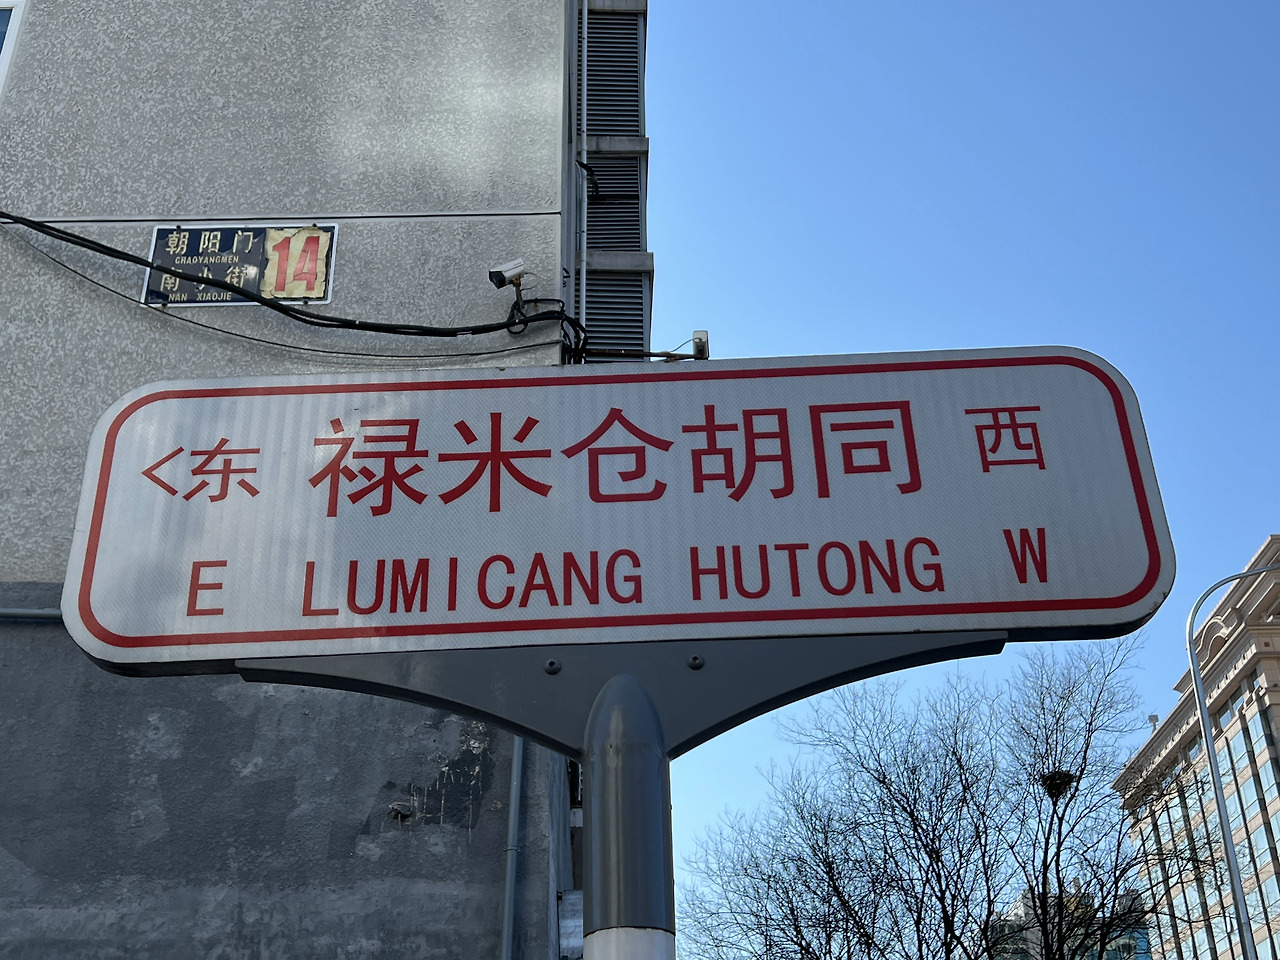 朝阳门
CHAOYANGMEN
南小街
NAN XIAOJIE
14
<东 禄米仓胡同 西
E LUMICANG HUTONG W